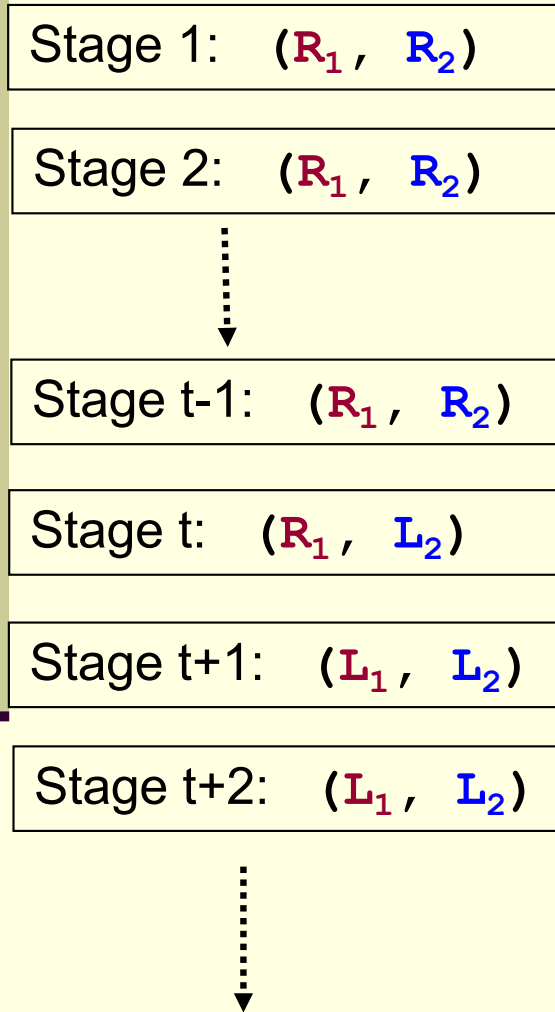 Stage 1: (R₁, R₂)
Stage 2: (R₁, R₂)
Stage t-1: (R₁, R₂)
Stage t: (R₁, L₂)
Stage t+1: (L₁, L₂)
Stage t+2: (L₁, L₂)